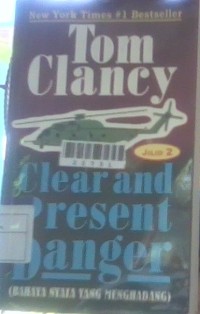 New York Times #1 Bestseller
Tom
Clancy
JILID 2
Clear and
Present
Danger
(BAHAYA NYATA YANG MENGHADANG)